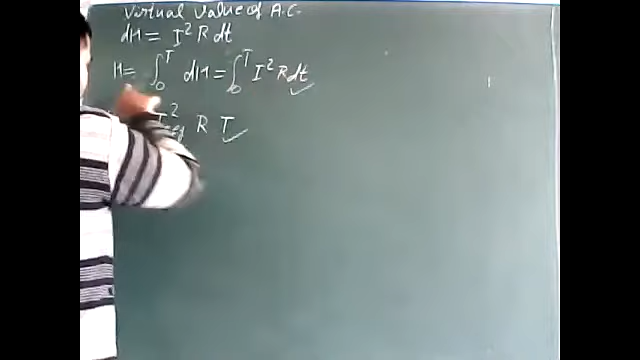 Virtual Value of A.C.
dH = I² R dt
H = ∫₀ᵀ dH = ∫₀ᵀ I² R dt ✓
R T ✓